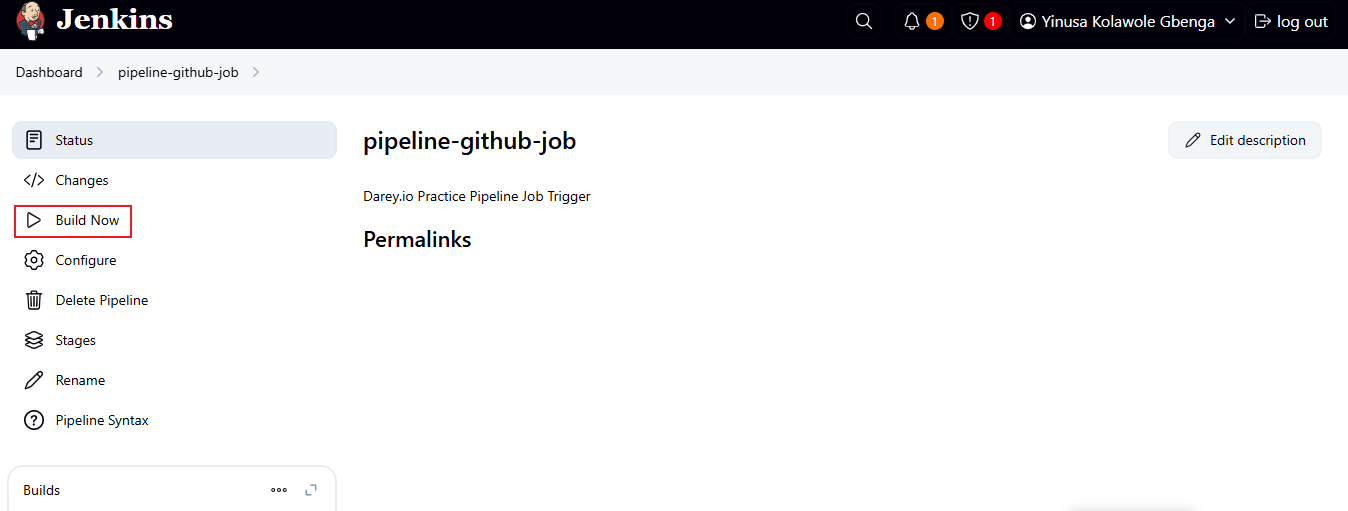 Jenkins
1
1
Yinusa Kolawole Gbenga
log out
Dashboard
pipeline-github-job
Status
Changes
Build Now
Configure
Delete Pipeline
Stages
Rename
Pipeline Syntax
Builds
pipeline-github-job
Edit description
Darey.io Practice Pipeline Job Trigger
Permalinks